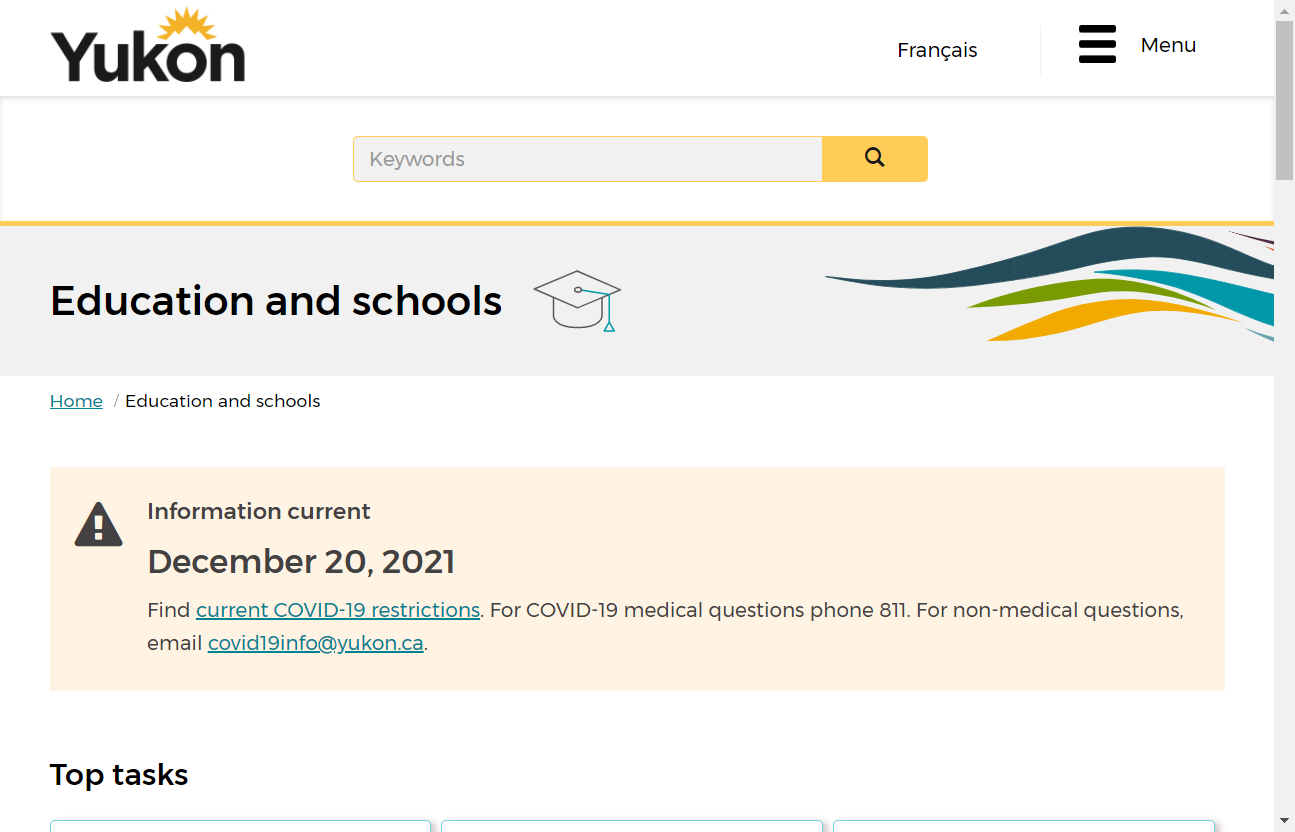 Yukon
Français
Menu
Keywords
Education and schools
Home / Education and schools
Information current
December 20, 2021
Find current COVID-19 restrictions. For COVID-19 medical questions phone 811. For non-medical questions,
email covid19info@yukon.ca.
Top tasks